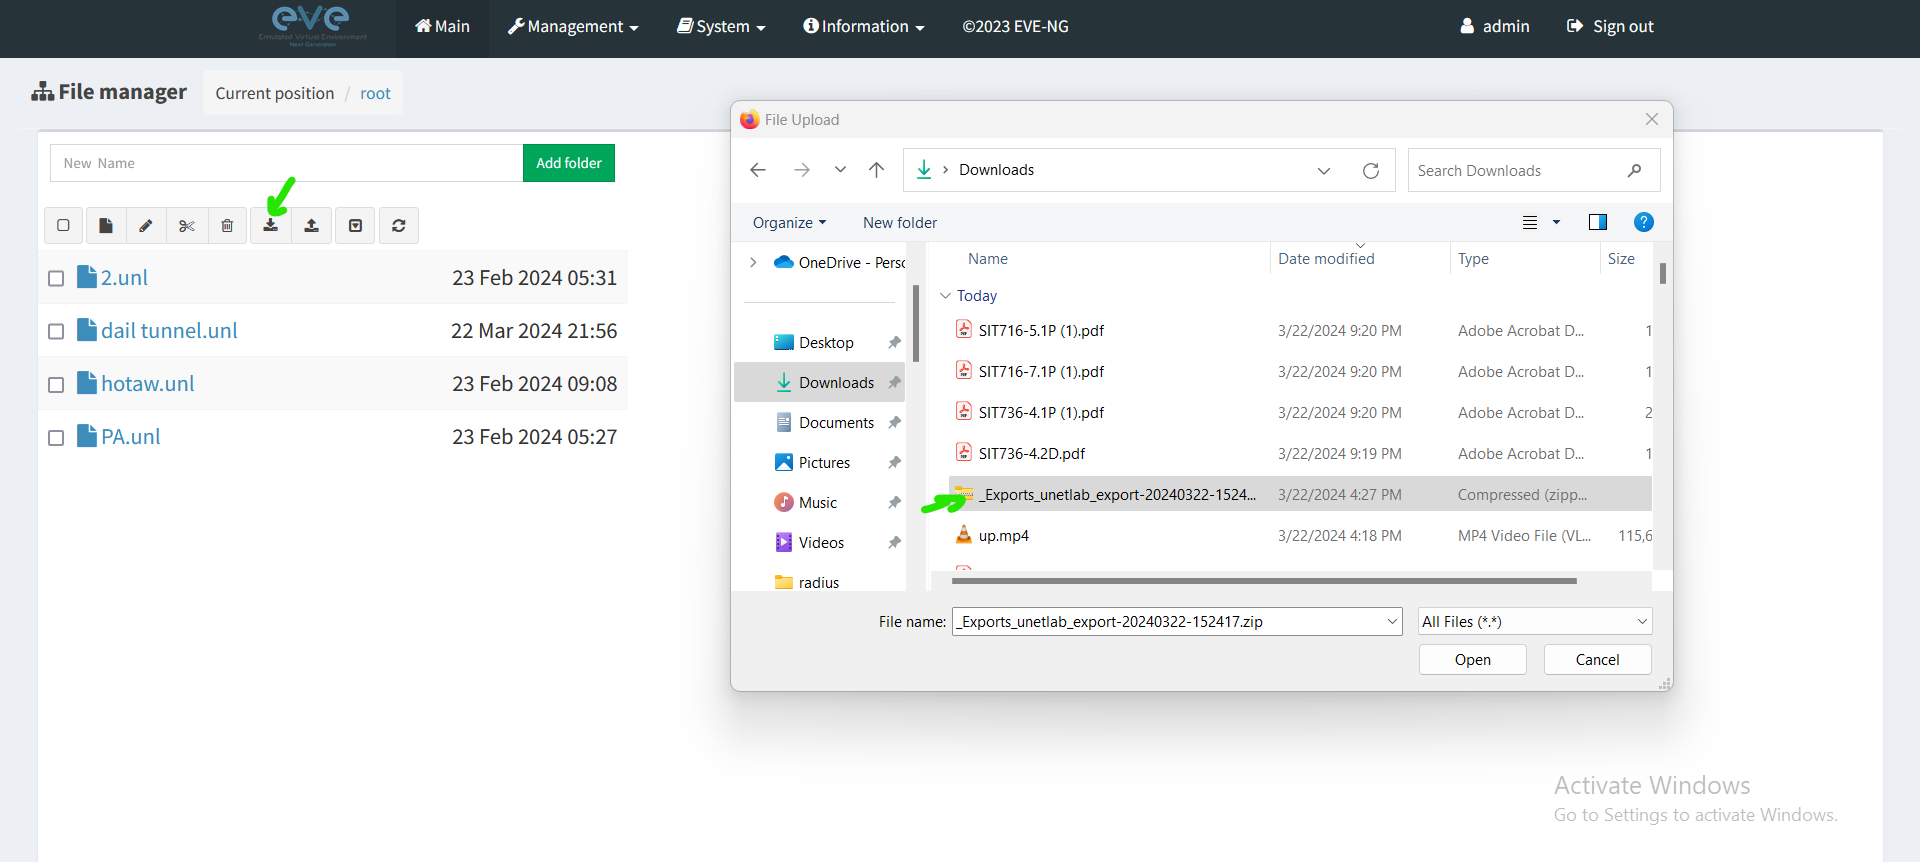 eve
Emulated Virtual Environment
Next Generation
Main
Management
System
Information
©2023 EVE-NG
admin
Sign out
File manager
Current position / root
New Name
Add folder
2.unl 23 Feb 2024 05:31
dail tunnel.unl 22 Mar 2024 21:56
hotaw.unl 23 Feb 2024 09:08
PA.unl 23 Feb 2024 05:27
File Upload
Downloads
Search Downloads
Organize
New folder
OneDrive - Perso
Desktop
Downloads
Documents
Pictures
Music
Videos
radius
Name Date modified Type Size
Today
SIT716-5.1P (1).pdf 3/22/2024 9:20 PM Adobe Acrobat D... 1
SIT716-7.1P (1).pdf 3/22/2024 9:20 PM Adobe Acrobat D... 1
SIT736-4.1P (1).pdf 3/22/2024 9:20 PM Adobe Acrobat D... 2
SIT736-4.2D.pdf 3/22/2024 9:19 PM Adobe Acrobat D... 1
_Exports_unetlab_export-20240322-1524... 3/22/2024 4:27 PM Compressed (zipp...
up.mp4 3/22/2024 4:18 PM MP4 Video File (VL... 115,6
File name: _Exports_unetlab_export-20240322-152417.zip
All Files (*.*)
Open
Cancel
Activate Windows
Go to Settings to activate Windows.